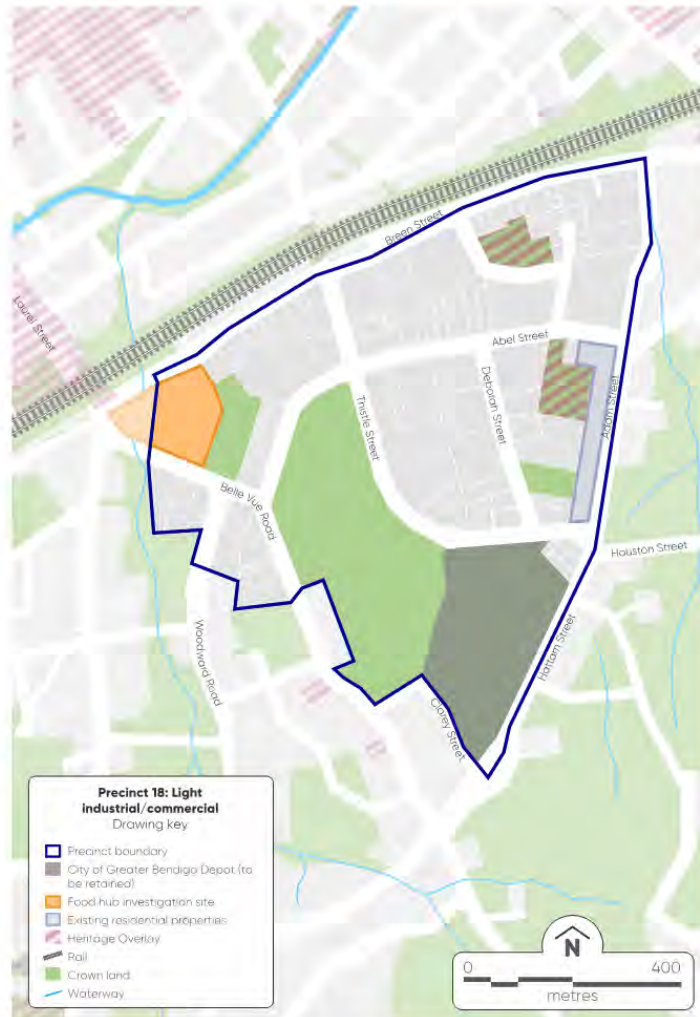 Breen Street
Laurel Street
Abel Street
Thistle Street
Deborah Street
Adam Street
Belle Vue Road
Houston Street
Hattam Street
Woodward Road
Clarey Street
Precinct 18: Light
industrial/commercial
Drawing key
Precinct boundary
City of Greater Bendigo Depot (to
be retained)
Food hub investigation site
Existing residential properties
Heritage Overlay
Rail
Crown land
Waterway
N
0 400
metres